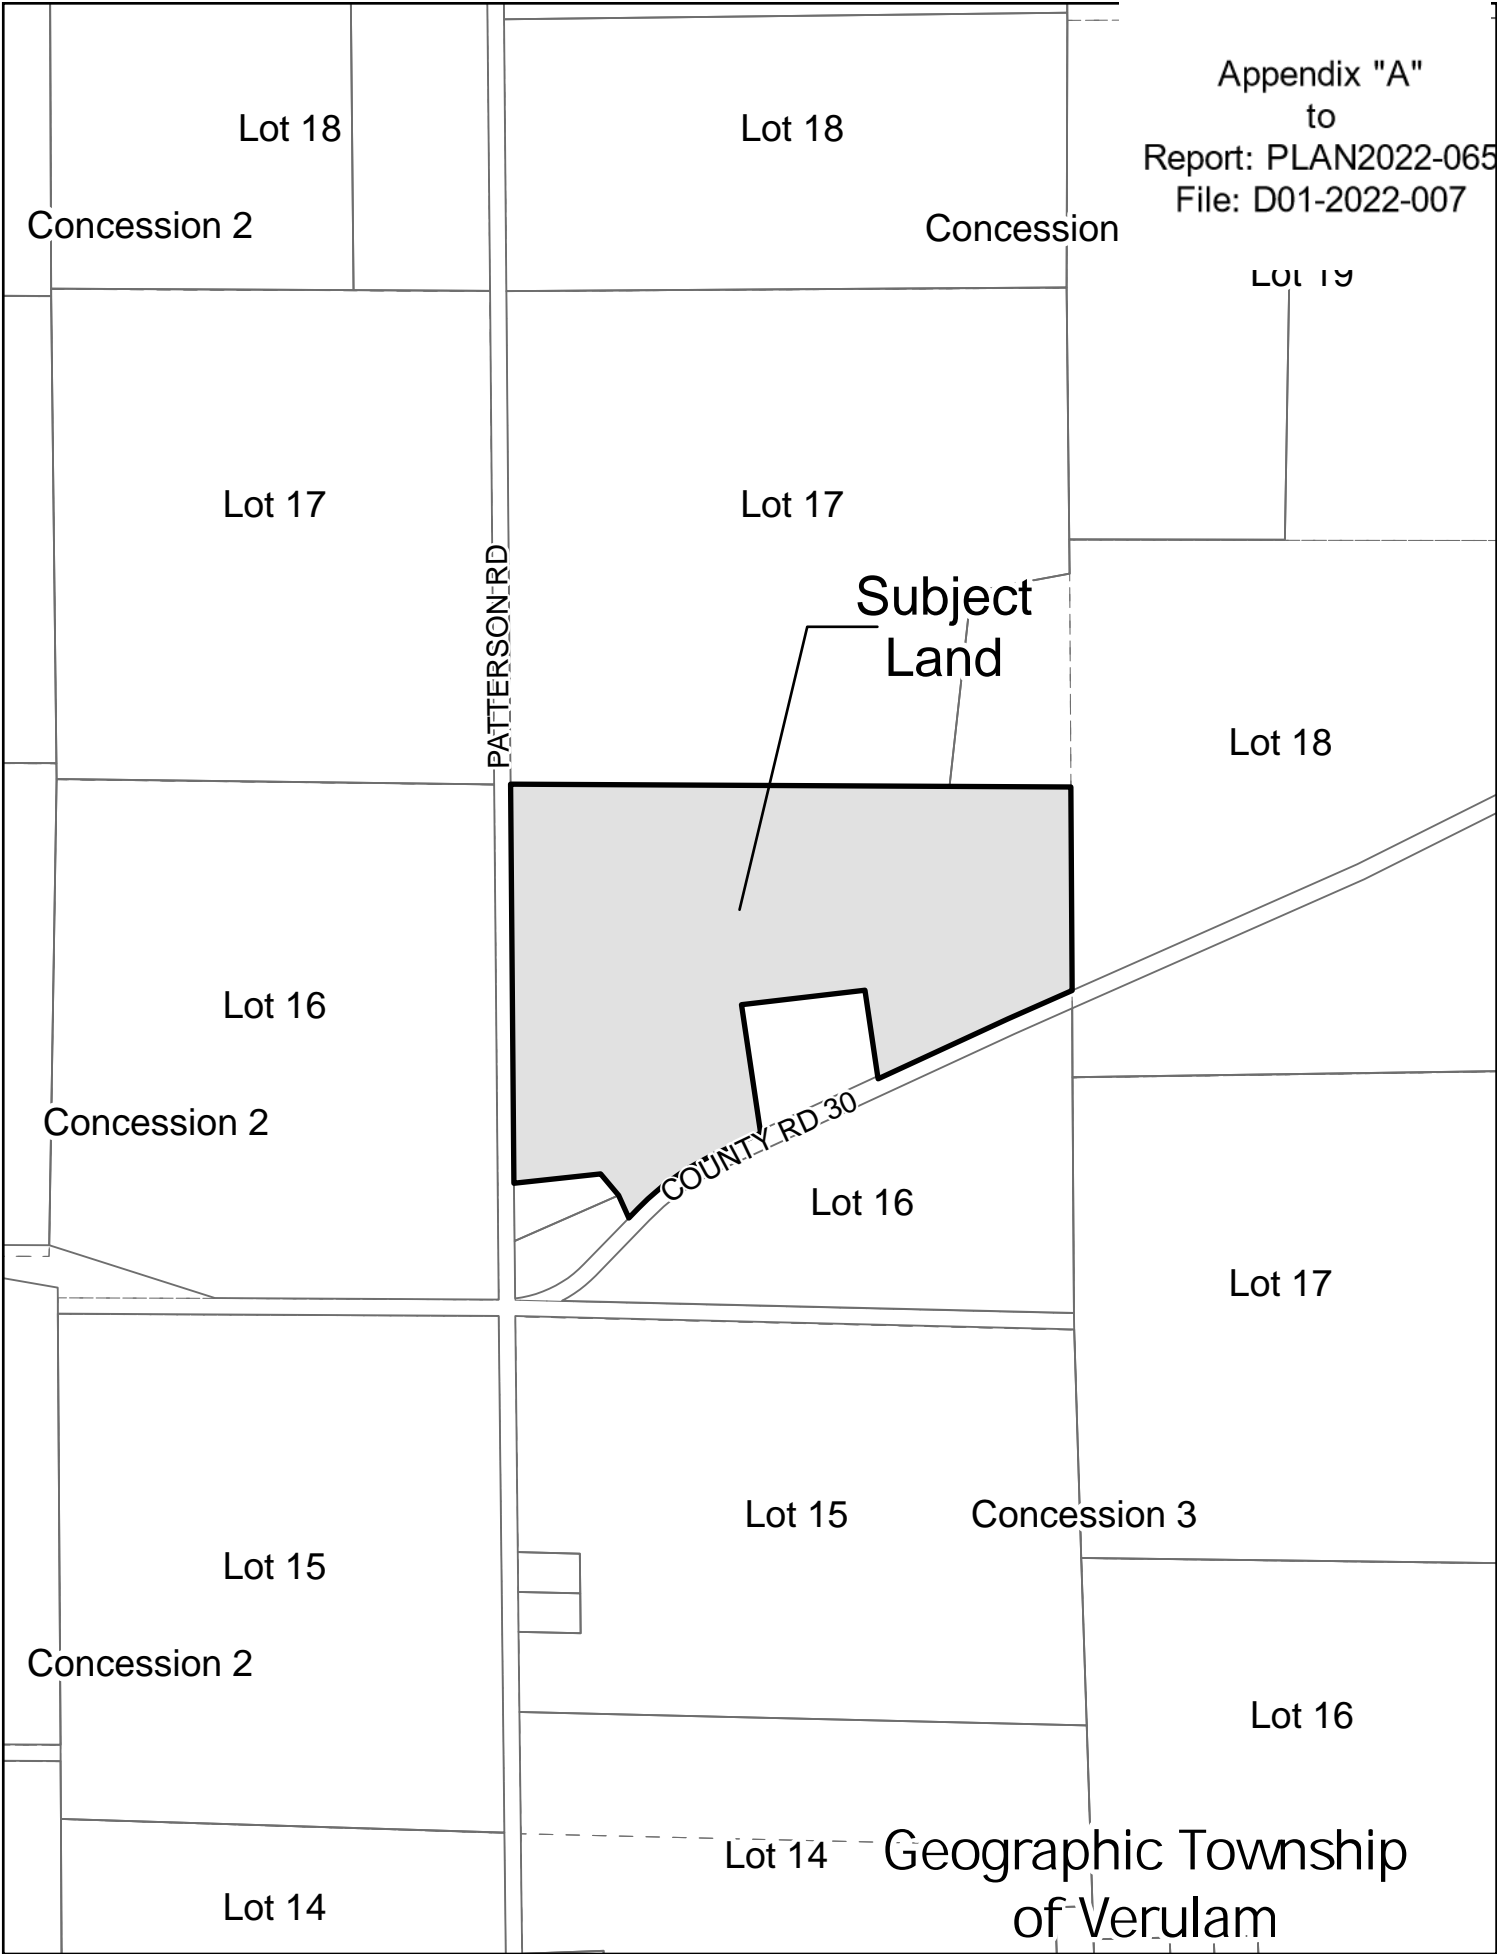 Appendix "A"
to
Report: PLAN2022-065
File: D01-2022-007
Lot 18
Lot 18
Concession 2
Concession
Lot 19
Lot 17
Lot 17
PATTERSON RD
Subject
Land
Lot 18
Lot 16
Concession 2
COUNTY RD 30
Lot 16
Lot 17
Lot 15
Concession 3
Lot 15
Concession 2
Lot 16
Lot 14
Geographic Township
of Verulam
Lot 14